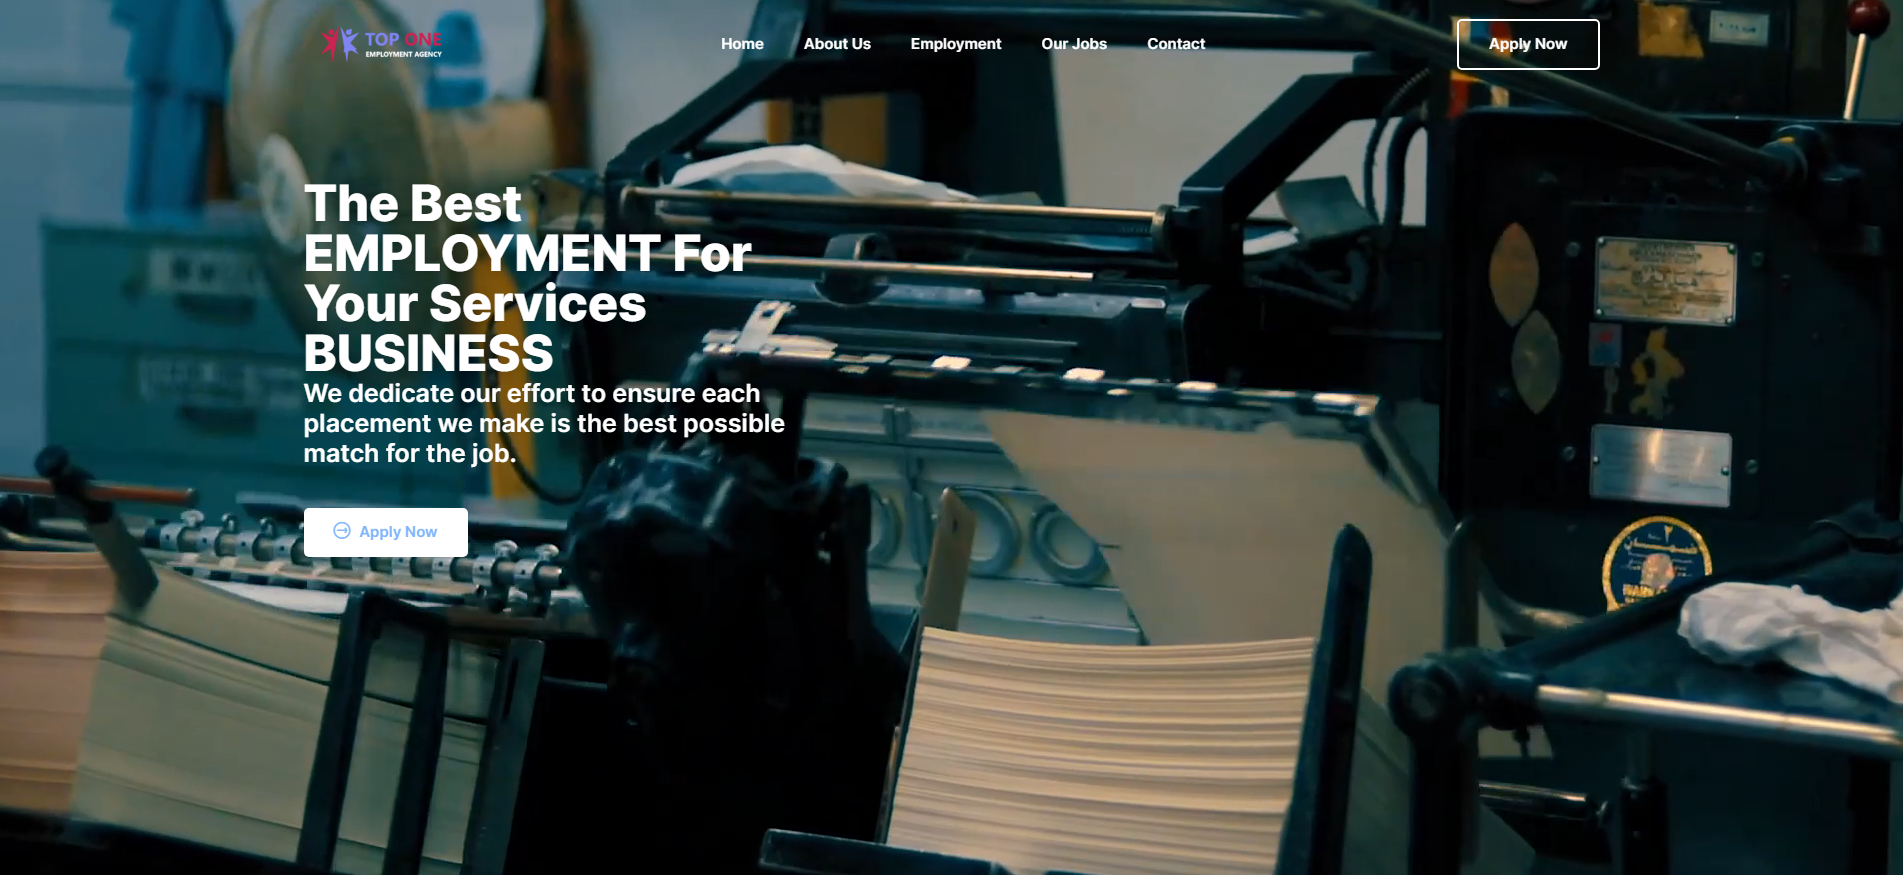 TOP ONE
EMPLOYMENT AGENCY
Home
About Us
Employment
Our Jobs
Contact
Apply Now
The Best
EMPLOYMENT For
Your Services
BUSINESS
We dedicate our effort to ensure each
placement we make is the best possible
match for the job.
Apply Now